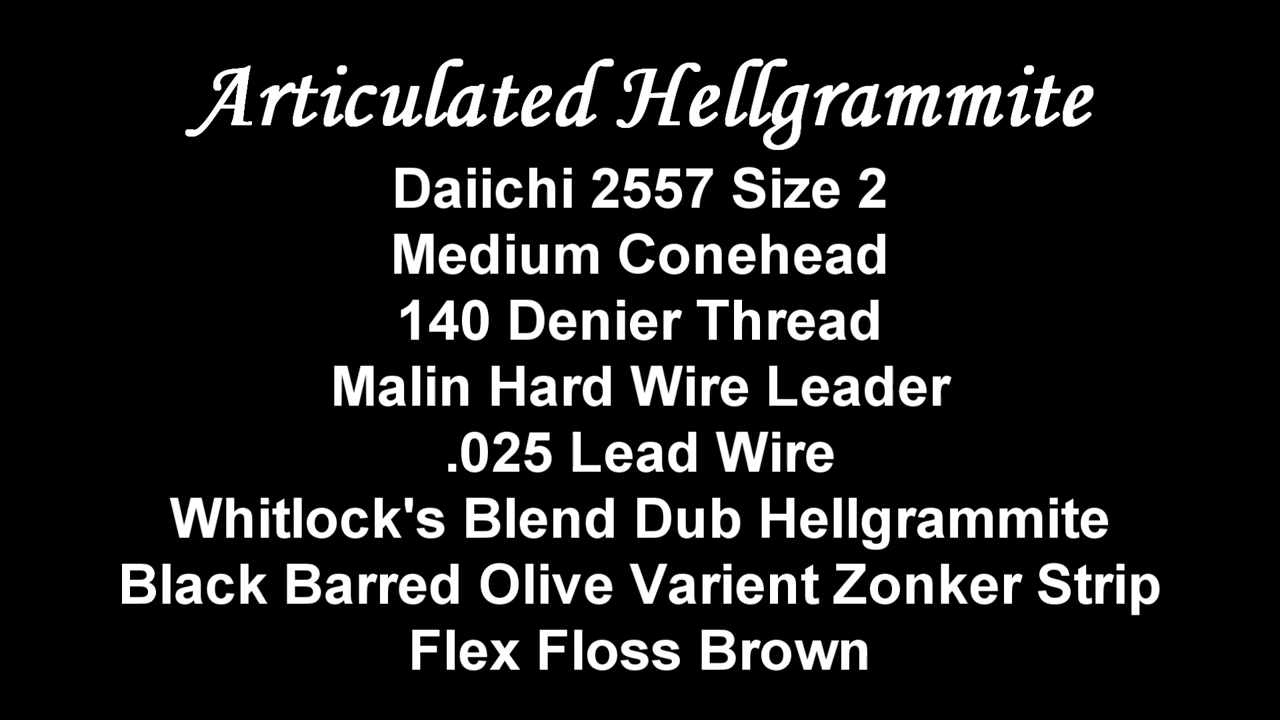 Articulated Hellgrammite
Daiichi 2557 Size 2
Medium Conehead
140 Denier Thread
Malin Hard Wire Leader
.025 Lead Wire
Whitlock's Blend Dub Hellgrammite
Black Barred Olive Varient Zonker Strip
Flex Floss Brown